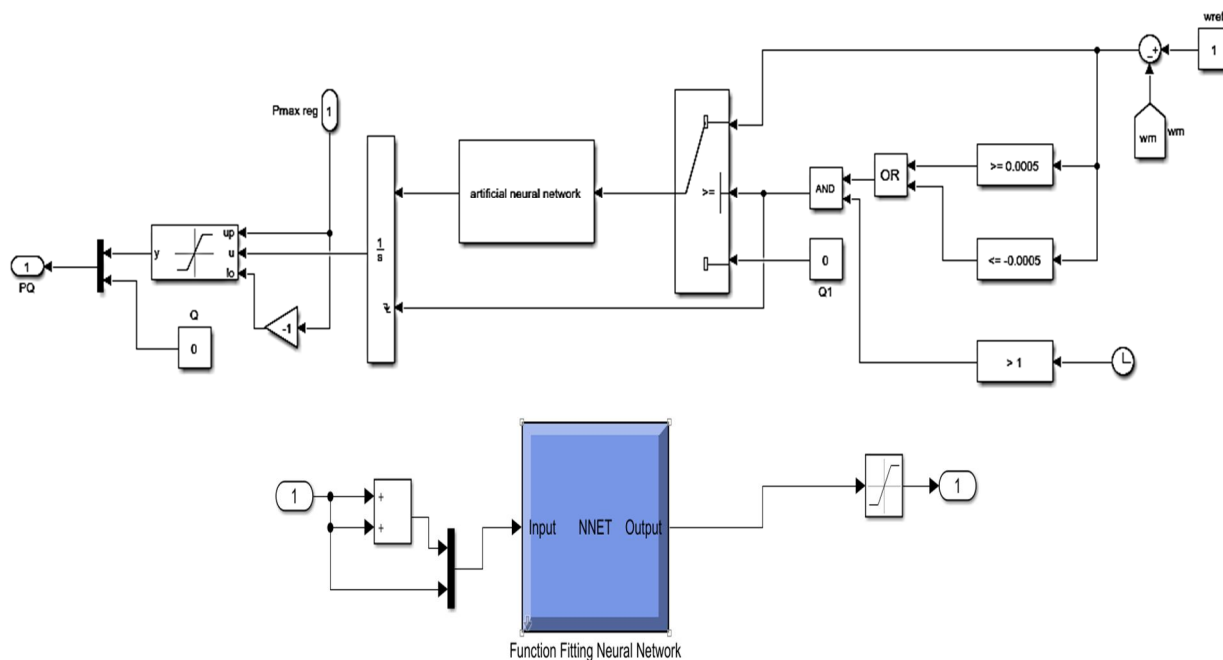 wref
1
Pmax reg
1
wm
wm
- +
>= 0.0005
OR
AND
artificial neural network
>=
<= -0.0005
up
u
lo
y
1
s
1
PQ
-1
Q
0
0
Q1
> 1
1
+
+
Input NNET Output
1
Function Fitting Neural Network